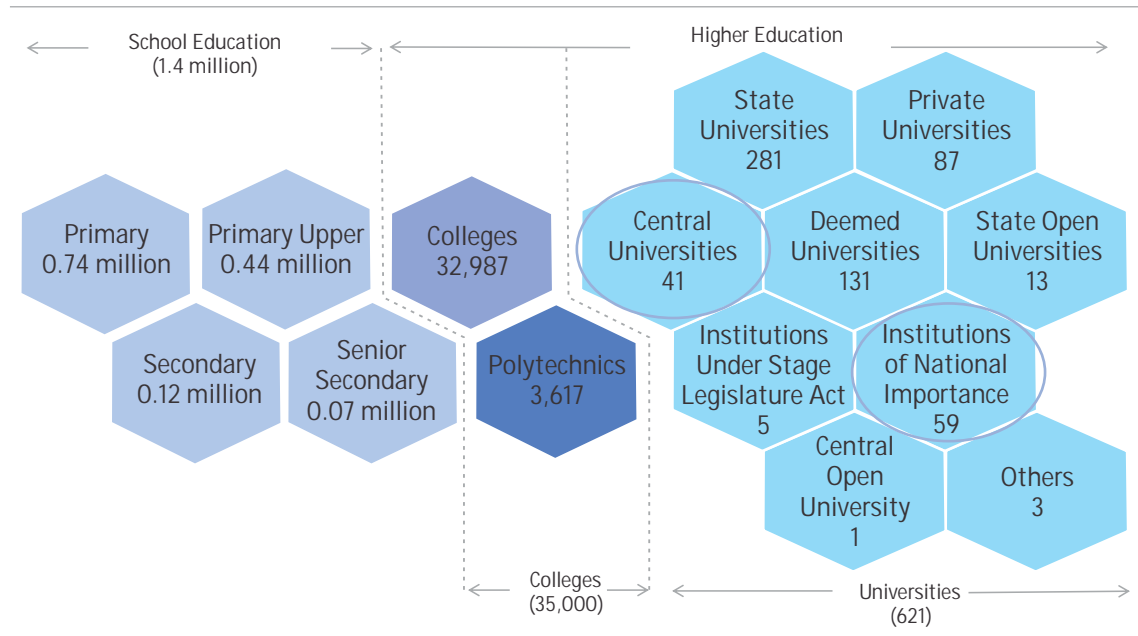 School Education
(1.4 million)
Higher Education
State
Universities
281
Private
Universities
87
Primary
0.74 million
Primary Upper
0.44 million
Colleges
32,987
Central
Universities
41
Deemed
Universities
131
State Open
Universities
13
Secondary
0.12 million
Senior
Secondary
0.07 million
Polytechnics
3,617
Institutions
Under Stage
Legislature Act
5
Institutions
of National
Importance
59
Central
Open
University
1
Others
3
Colleges
(35,000)
Universities
(621)